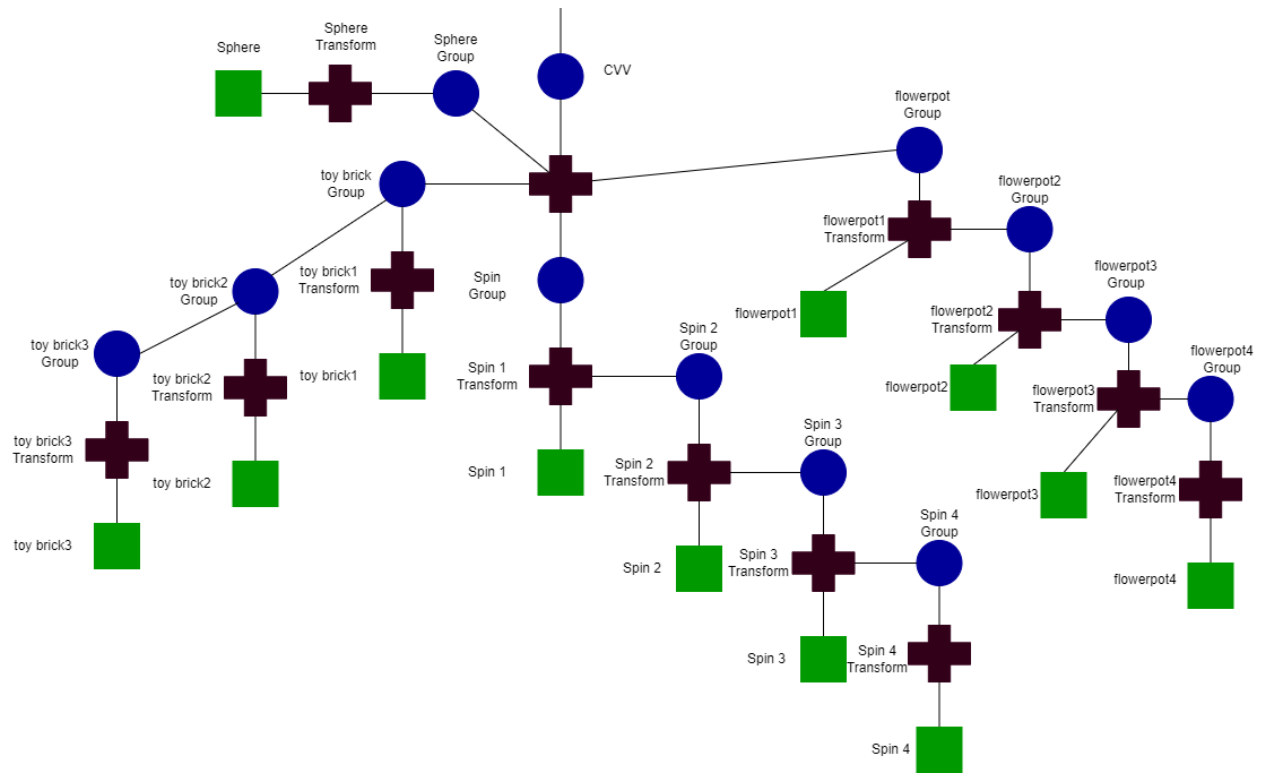 Sphere
Sphere
Transform
Sphere
Group
CVV
flowerpot
Group
toy brick
Group
flowerpot2
Group
flowerpot1
Transform
toy brick2
Group
toy brick1
Transform
Spin
Group
flowerpot3
Group
flowerpot1
flowerpot2
Transform
toy brick3
Group
Spin 2
Group
flowerpot4
Group
toy brick2
Transform
toy brick1
Spin 1
Transform
flowerpot2
flowerpot3
Transform
toy brick3
Transform
toy brick2
Spin 1
Spin 2
Transform
Spin 3
Group
flowerpot3
flowerpot4
Transform
toy brick3
Spin 2
Spin 3
Transform
Spin 4
Group
flowerpot4
Spin 3
Spin 4
Transform
Spin 4